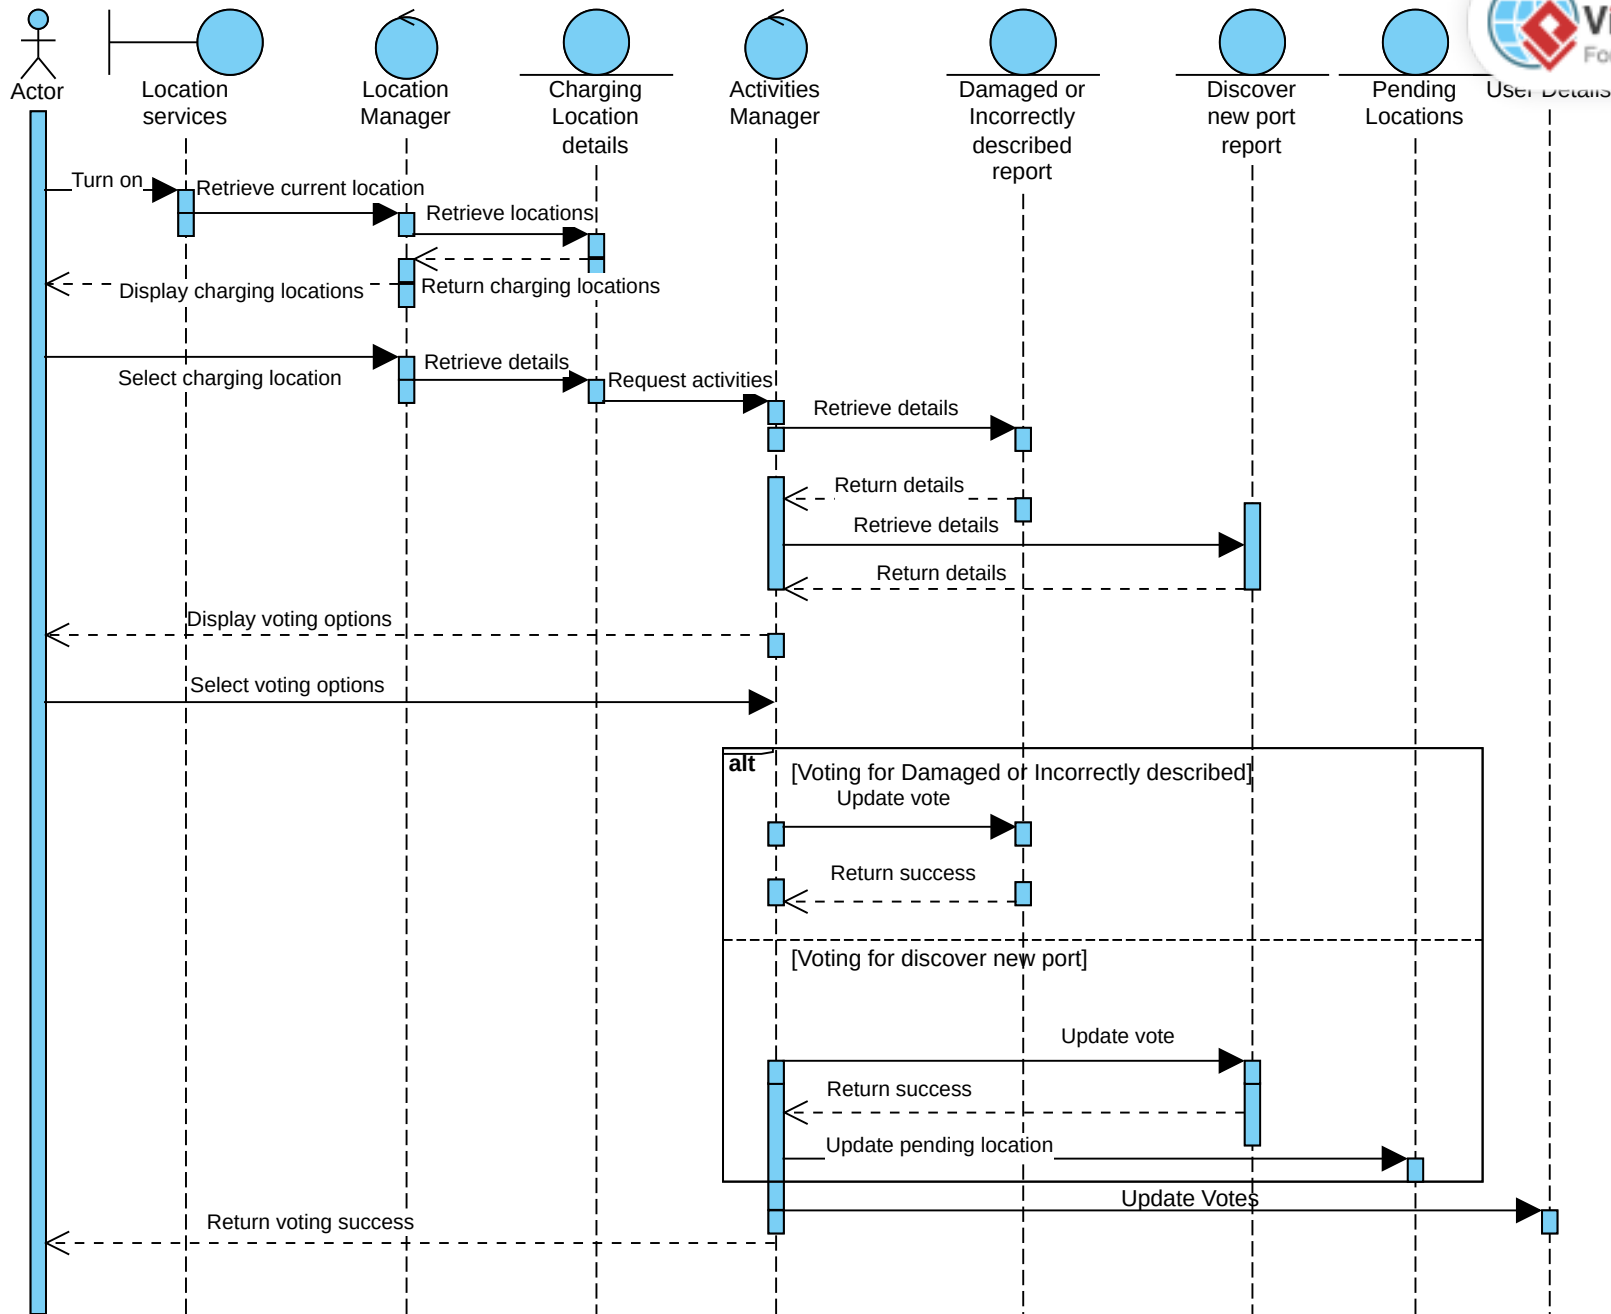 Vi
For
Actor
Location
services
Location
Manager
Charging
Location
details
Activities
Manager
Damaged or
Incorrectly
described
report
Discover
new port
report
Pending
Locations
User Details
Turn on
Retrieve current location
Retrieve locations
Return charging locations
Display charging locations
Select charging location
Retrieve details
Request activities
Retrieve details
Return details
Retrieve details
Return details
Display voting options
Select voting options
alt
[Voting for Damaged or Incorrectly described]
Update vote
Return success
[Voting for discover new port]
Update vote
Return success
Update pending location
Update Votes
Return voting success